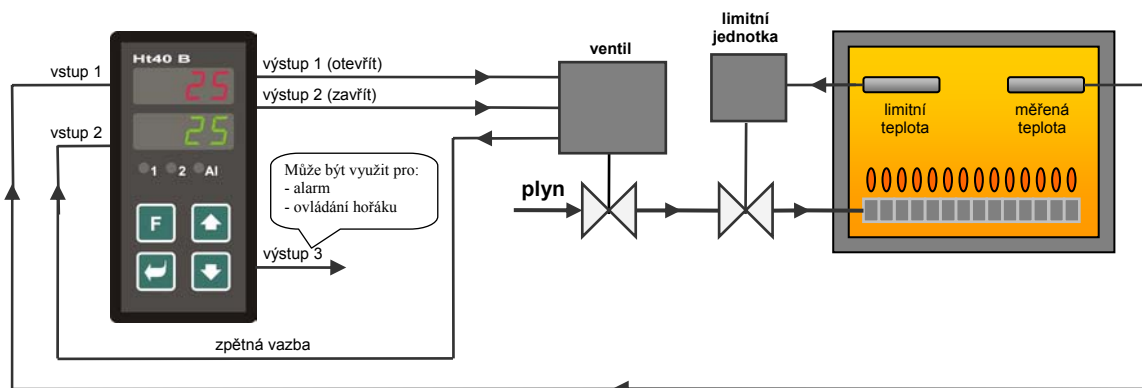 limitní
jednotka
ventil
Ht40 B
vstup 1
25
výstup 1 (otevřít)
výstup 2 (zavřít)
limitní
teplota
měřená
teplota
vstup 2
25
1 2 Al
Může být využit pro:
- alarm
- ovládání hořáku
plyn
F
výstup 3
zpětná vazba